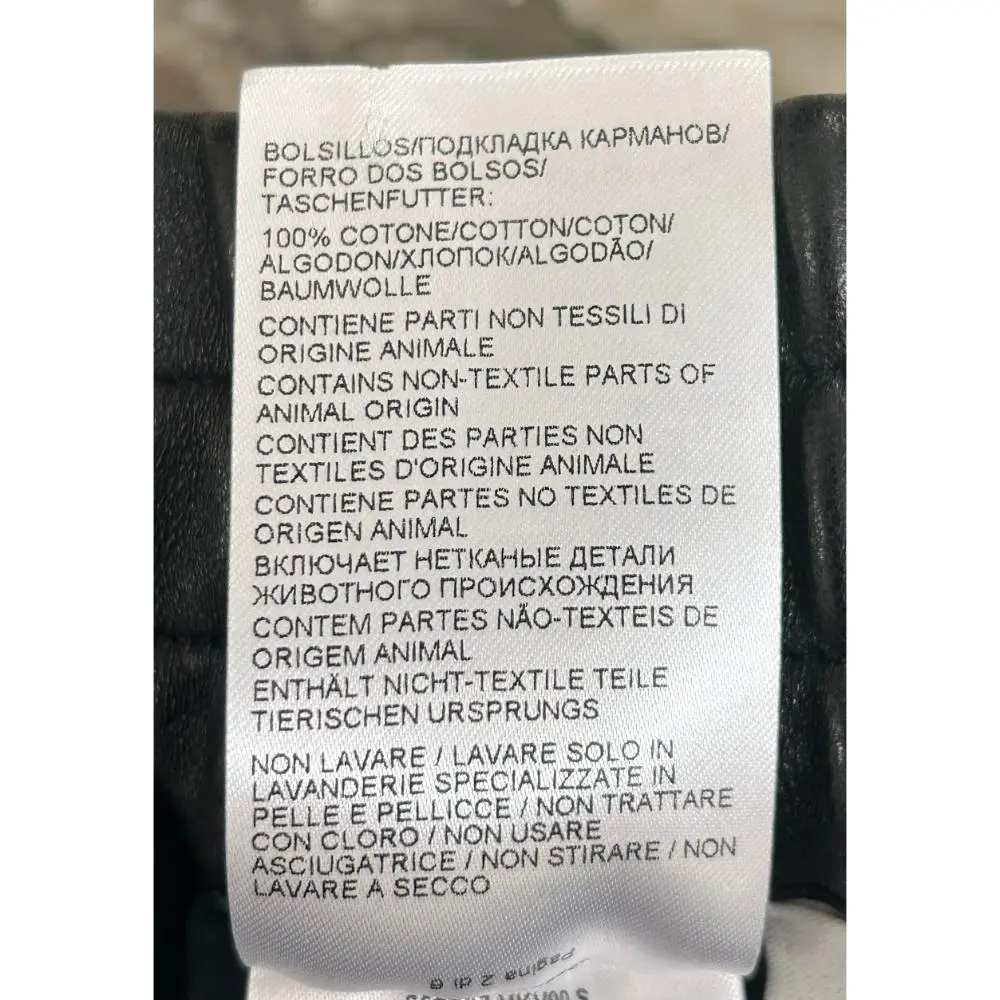 BOLSILLOS/ПОДКЛАДКА КАРМАНОВ/
FORRO DOS BOLSOS/
TASCHENFUTTER:
100% COTONE/COTTON/COTON/
ALGODON/ХЛОПОК/ALGODÃO/
BAUMWOLLE
CONTIENE PARTI NON TESSILI DI
ORIGINE ANIMALE
CONTAINS NON-TEXTILE PARTS OF
ANIMAL ORIGIN
CONTIENT DES PARTIES NON
TEXTILES D'ORIGINE ANIMALE
CONTIENE PARTES NO TEXTILES DE
ORIGEN ANIMAL
ВКЛЮЧАЕТ НЕТКАНЫЕ ДЕТАЛИ
ЖИВОТНОГО ПРОИСХОЖДЕНИЯ
CONTEM PARTES NÃO-TEXTEIS DE
ORIGEM ANIMAL
ENTHÄLT NICHT-TEXTILE TEILE
TIERISCHEN URSPRUNGS
NON LAVARE / LAVARE SOLO IN
LAVANDERIE SPECIALIZZATE IN
PELLE E PELLICCE / NON TRATTARE
CON CLORO / NON USARE
ASCIUGATRICE / NON STIRARE / NON
LAVARE A SECCO
Pagina 2 di 6